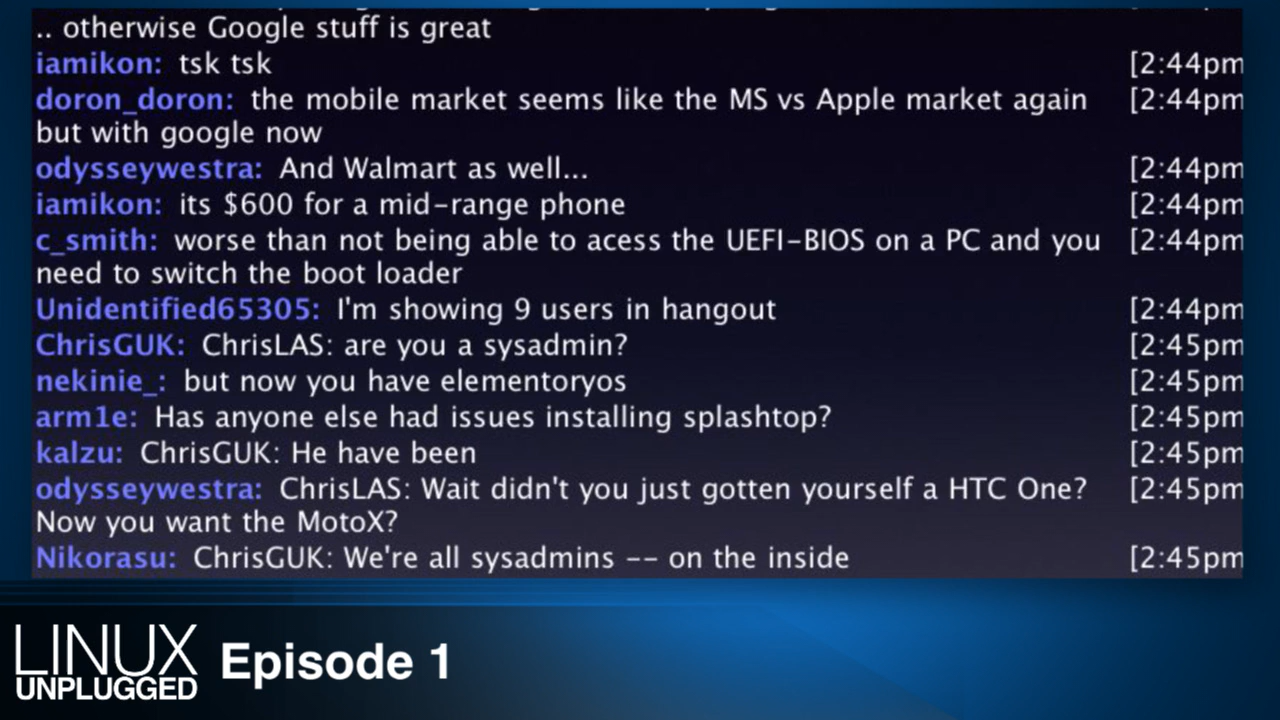 .. otherwise Google stuff is great
iamikon: tsk tsk [2:44pm
doron_doron: the mobile market seems like the MS vs Apple market again [2:44pm
but with google now
odysseywestra: And Walmart as well... [2:44pm
iamikon: its $600 for a mid-range phone [2:44pm
c_smith: worse than not being able to acess the UEFI-BIOS on a PC and you [2:44pm
need to switch the boot loader
Unidentified65305: I'm showing 9 users in hangout [2:44pm
ChrisGUK: ChrisLAS: are you a sysadmin? [2:45pm
nekinie_: but now you have elementoryos [2:45pm
arm1e: Has anyone else had issues installing splashtop? [2:45pm
kalzu: ChrisGUK: He have been [2:45pm
odysseywestra: ChrisLAS: Wait didn't you just gotten yourself a HTC One? [2:45pm
Now you want the MotoX?
Nikorasu: ChrisGUK: We're all sysadmins -- on the inside [2:45pm
LINUX
UNPLUGGED
Episode 1